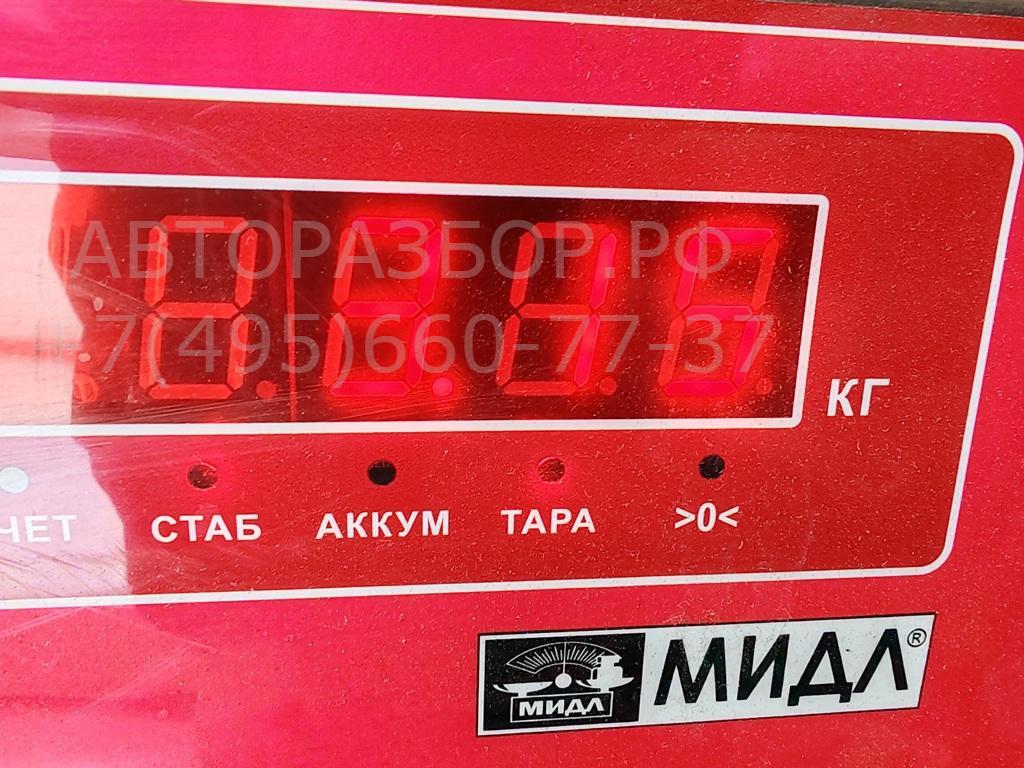 АВТОРАЗБОР.РФ
+7(495)660-77-37
КГ
ЧЕТ СТАБ АККУМ ТАРА >0<
МИДЛ МИДЛ®